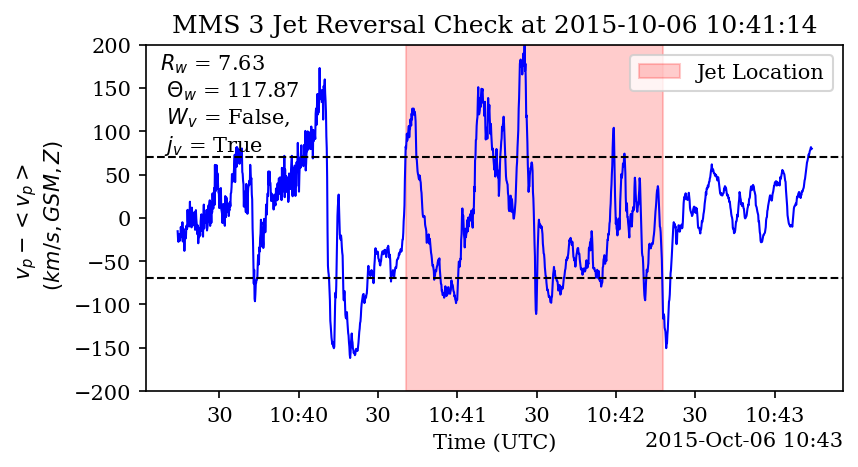 MMS 3 Jet Reversal Check at 2015-10-06 10:41:14
R_w = 7.63
Θ_w = 117.87
W_v = False,
j_v = True
Jet Location
v_p − < v_p >
(km/s, GSM, Z)
200
150
100
50
0
−50
−100
−150
−200
30 10:40 30 10:41 30 10:42 30 10:43
Time (UTC)
2015-Oct-06 10:43